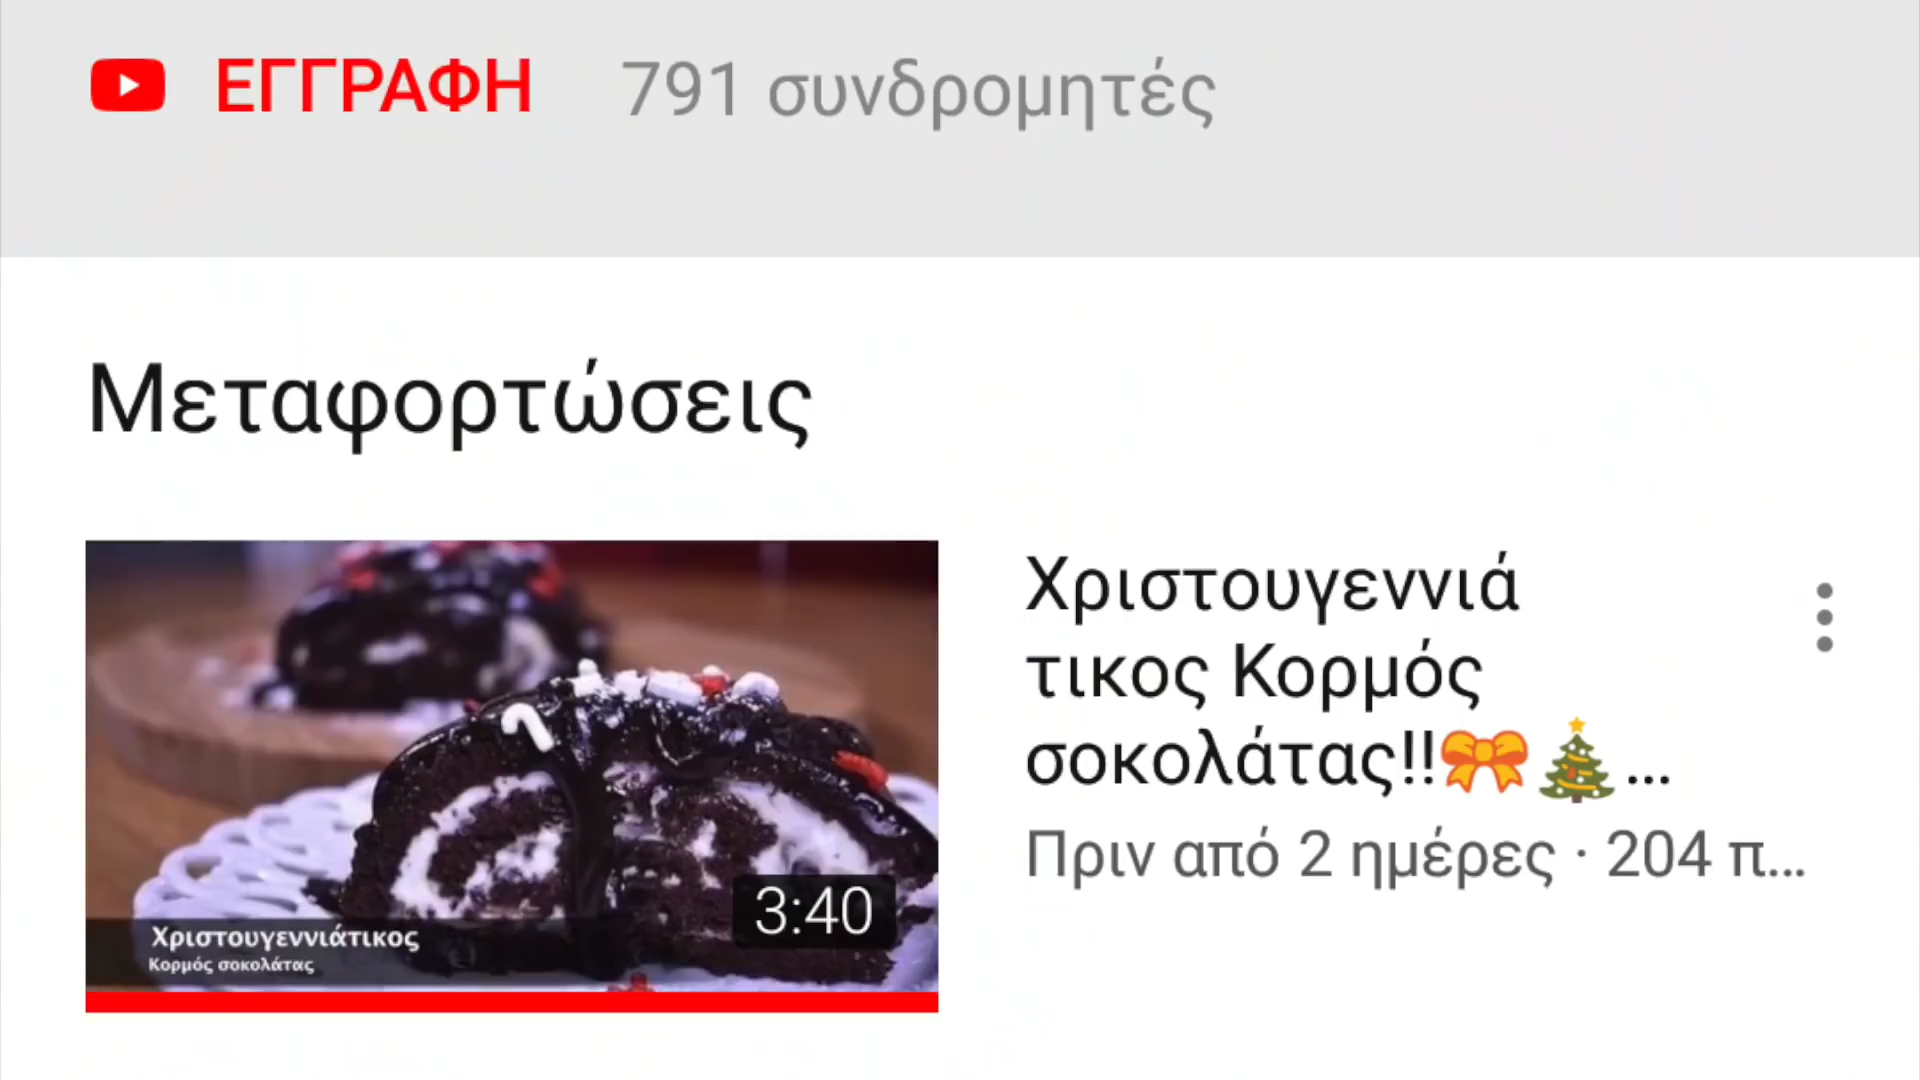 ΕΓΓΡΑΦΗ 791 συνδρομητές
Μεταφορτώσεις
Χριστουγεννιά
τικος Κορμός
σοκολάτας!!🎀🎄...
Πριν από 2 ημέρες · 204 π...
3:40
Χριστουγεννιάτικος
Κορμός σοκολάτας